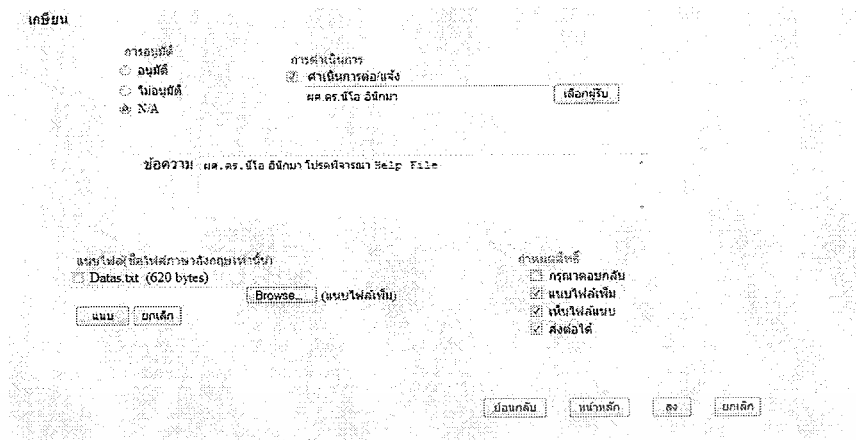 เกษียน
การอนุมัติ
อนุมัติ
ไม่อนุมัติ
N/A
การดำเนินการ
ดำเนินการต่อ/แจ้ง
ผศ.ดร.นีโอ อินิกมา
เลือกผู้รับ
ข้อความ ผศ.ดร.นีโอ อินิกมา โปรดพิจารณา Help File
แนบไฟล์(ชื่อไฟล์ภาษาอังกฤษเท่านั้น)
Datas.txt (620 bytes)
Browse... (แนบไฟล์เพิ่ม)
แนบ ยกเลิก
กำหนดสิทธิ์
กรุณาตอบกลับ
แนบไฟล์เพิ่ม
เห็นไฟล์แนบ
ส่งต่อได้
ย้อนกลับ หน้าหลัก ลง ยกเลิก